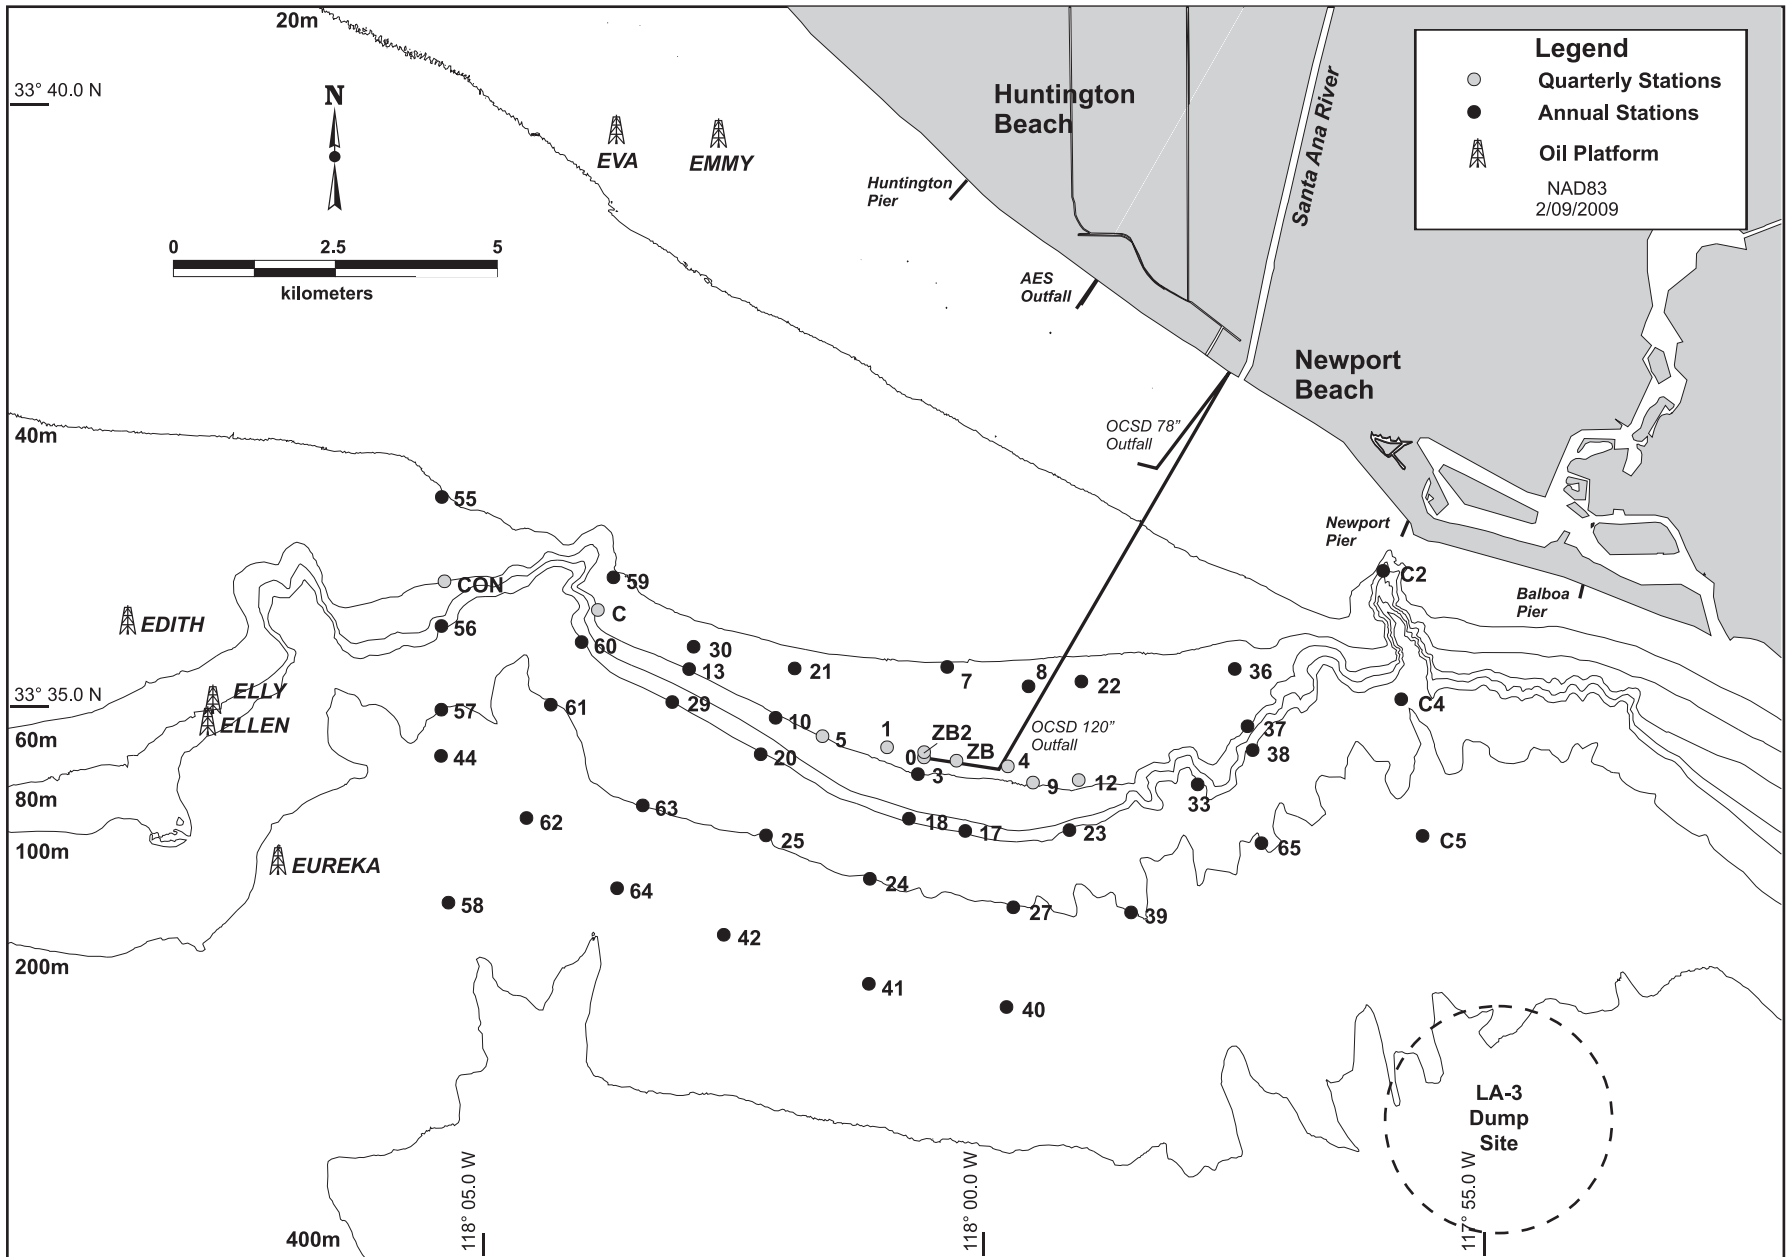 20m
33° 40.0 N
N
EVA
EMMY
0 2.5 5
kilometers
Huntington
Beach
Huntington
Pier
AES
Outfall
Santa Ana River
Legend
Quarterly Stations
Annual Stations
Oil Platform
NAD83
2/09/2009
Newport
Beach
OCSD 78”
Outfall
Newport
Pier
Balboa
Pier
40m
55
CON
59
C
C2
EDITH
56
60
30
13
21
7
8
22
36
33° 35.0 N
ELLY
ELLEN
57
61
29
10
5
1
ZB2
0
ZB
OCSD 120”
Outfall
4
37
C4
60m
44
20
3
9
12
38
33
80m
100m
62
63
25
18
17
23
65
C5
EUREKA
58
64
24
27
39
42
200m
41
40
LA-3
Dump
Site
118° 05.0 W
118° 00.0 W
117° 55.0 W
400m